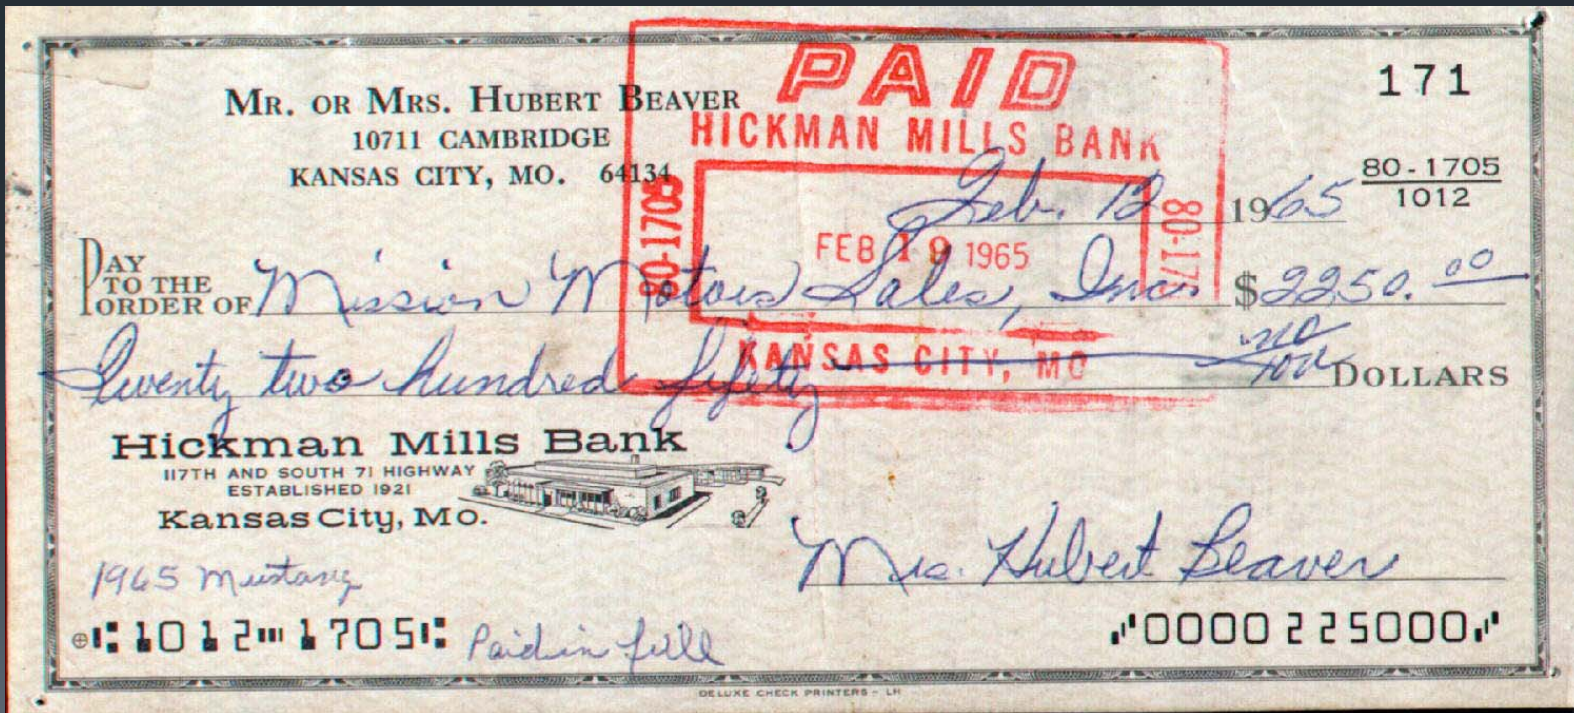 PAID
MR. OR MRS. HUBERT BEAVER
171
10711 CAMBRIDGE
HICKMAN MILLS BANK
KANSAS CITY, MO. 64134
80-1705
1012
80-1705
Feb. 12 1965
80-17
FEB 19 1965
PAY TO THE ORDER OF Mission Motors Sales, Inc. $2250.00
Twenty two hundred fifty no/100 DOLLARS
KANSAS CITY, MO
Hickman Mills Bank
117TH AND SOUTH 71 HIGHWAY
ESTABLISHED 1921
Kansas City, Mo.
Mrs. Hubert Beaver
1965 Mustang
⑆1012⑉1705⑆ Paid in full ⑈0000225000⑈
DELUXE CHECK PRINTERS - LH